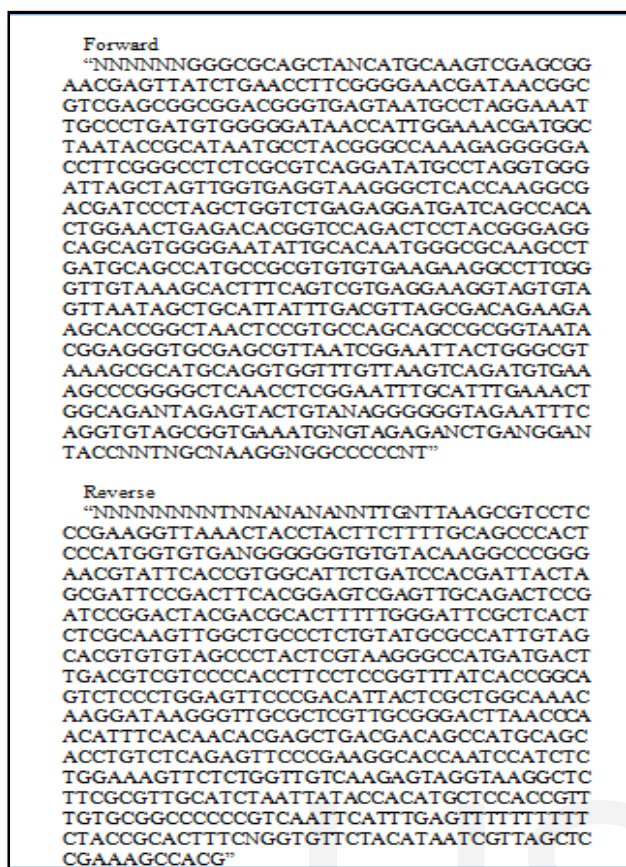 Forward
“NNNNNNGGGCGCAGCTANCATGCAAGTCGAGCGG
AACGAGTTATCTGAACCTTCGGGGAACGATAACGGC
GTCGAGCGGCGGACGGGTGAGTAATGCCTAGGAAAT
TGCCCTGATGTGGGGGATAACCATTGGAAACGATGGC
TAATACCGCATAATGCCTACGGGCCAAAGAGGGGGA
CCTTCGGGCCTCTCGCGTCAGGATATGCCTAGGTGGG
ATTAGCTAGTTGGTGAGGTAAGGGCTCACCAAGGCG
ACGATCCCTAGCTGGTCTGAGAGGATGATCAGCCACA
CTGGAACTGAGACACGGTCCAGACTCCTACGGGAGG
CAGCAGTGGGGAATATTGCACAATGGGCGCAAGCCT
GATGCAGCCATGCCGCGTGTGTGAAGAAGGCCTTCGG
GTTGTAAAGCACTTTCAGTCGTGAGGAAGGTAGTGTA
GTTAATAGCTGCATTATTTGACGTTAGCGACAGAAGA
AGCACCGGCTAACTCCGTGCCAGCAGCCGCGGTAATA
CGGAGGGTGCGAGCGTTAATCGGAATTACTGGGCGT
AAAGCGCATGCAGGTGGTTTGTTAAGTCAGATGTGAA
AGCCCGGGGCTCAACCTCGGAATTTGCATTTGAAACT
GGCAGANTAGAGTACTGTANAGGGGGGTAGAATTTC
AGGTGTAGCGGTGAAATGNGTAGAGANCTGANGGAN
TACCNNTNGCNAAGGNGGCCCCCNT”
Reverse
“NNNNNNNNTNNANANANNTTGNTTAAGCGTCCTC
CCGAAGGTTAAACTACCTACTTCTTTTGCAGCCCACT
CCCATGGTGTGANGGGGGGTGTGTACAAGGCCCGGG
AACGTATTCACCGTGGCATTCTGATCCACGATTACTA
GCGATTCCGACTTCACGGAGTCGAGTTGCAGACTCCG
ATCCGGACTACGACGCACTTTTTGGGATTCGCTCACT
CTCGCAAGTTGGCTGCCCTCTGTATGCGCCATTGTAG
CACGTGTGTAGCCCTACTCGTAAGGGCCATGATGACT
TGACGTCGTCCCCACCTTCCTCCGGTTTATCACCGGCA
GTCTCCCTGGAGTTCCCGACATTACTCGCTGGCAAAC
AAGGATAAGGGTTGCGCTCGTTGCGGGACTTAACCCA
ACATTTCACAACACGAGCTGACGACAGCCATGCAGC
ACCTGTCTCAGAGTTCCCGAAGGCACCAATCCATCTC
TGGAAAGTTCTCTGGTTGTCAAGAGTAGGTAAGGCTC
TTCGCGTTGCATCTAATTATACCACATGCTCCACCGTT
TGTGCGGCCCCCCGTCAATTCATTTGAGTTTTTTTTTT
CTACCGCACTTTCNGGTGTTCTACATAATCGTTAGCTC
CGAAAGCCACG”